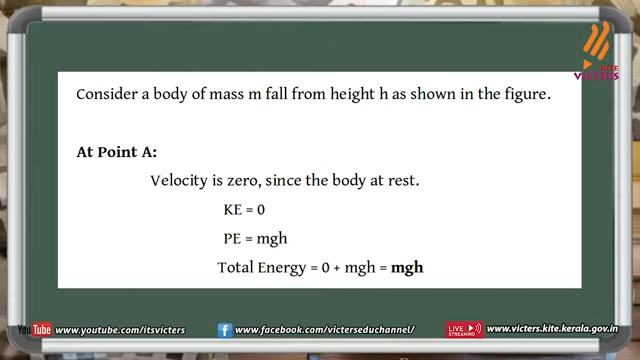 KITE
VICTERS
Consider a body of mass m fall from height h as shown in the figure.
At Point A:
Velocity is zero, since the body at rest.
KE = 0
PE = mgh
Total Energy = 0 + mgh = mgh
YouTube www.youtube.com/itsvicters
f www.facebook.com/victerseduchannel/
LIVE STREAMING www.victers.kite.kerala.gov.in